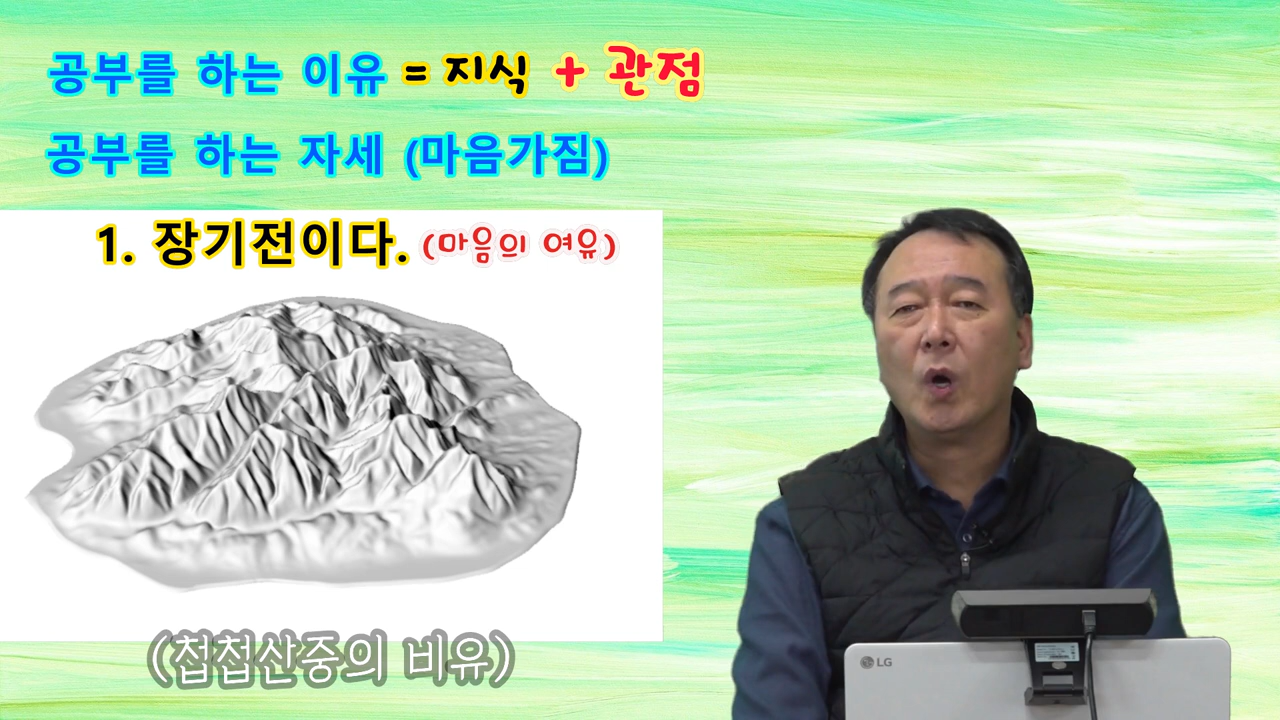 공부를 하는 이유 = 지식 + 관점
공부를 하는 자세 (마음가짐)
1. 장기전이다. (마음의 여유)
(첩첩산중의 비유)
LG